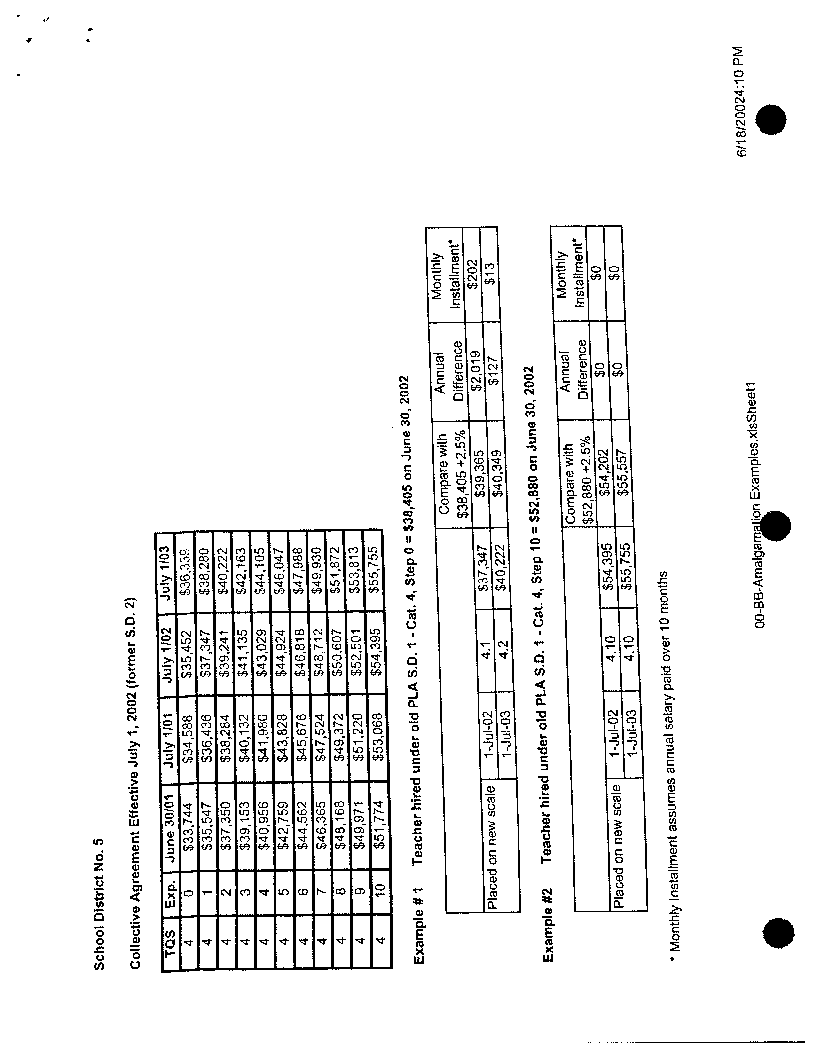 School District No. 5
Collective Agreement Effective July 1, 2002 (former S.D. 2)
TQS Exp. June 30/01 July 1/01 July 1/02 July 1/03
4 0 $33,744 $34,588 $35,452 $36,339
4 1 $35,547 $36,436 $37,347 $38,280
4 2 $37,350 $38,284 $39,241 $40,222
4 3 $39,153 $40,132 $41,135 $42,163
4 4 $40,956 $41,980 $43,029 $44,105
4 5 $42,759 $43,828 $44,924 $46,047
4 6 $44,562 $45,676 $46,818 $47,988
4 7 $46,365 $47,524 $48,712 $49,930
4 8 $48,168 $49,372 $50,607 $51,872
4 9 $49,971 $51,220 $52,501 $53,813
4 10 $51,774 $53,068 $54,395 $55,755
Example # 1 Teacher hired under old PLA S.D. 1 - Cat. 4, Step 0 = $38,405 on June 30, 2002
Compare with Annual Monthly
$38,405 +2.5% Difference Installment*
Placed on new scale 1-Jul-02 4.1 $37,347 $39,365 $2,019 $202
1-Jul-03 4.2 $40,222 $40,349 $127 $13
Example #2 Teacher hired under old PLA S.D. 1 - Cat. 4, Step 10 = $52,880 on June 30, 2002
Compare with Annual Monthly
$52,880 +2.5% Difference Installment*
Placed on new scale 1-Jul-02 4.10 $54,395 $54,202 $0 $0
1-Jul-03 4.10 $55,755 $55,557 $0 $0
* Monthly Installment assumes annual salary paid over 10 months
00-BB-Amalgamation Examples.xlsSheet1
6/18/20024:10 PM